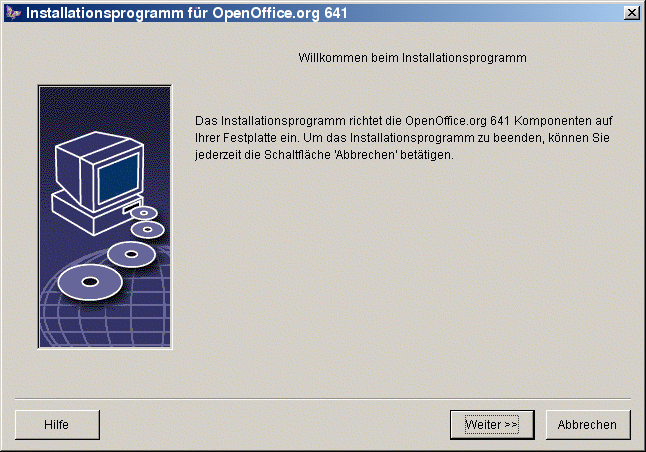 Installationsprogramm für OpenOffice.org 641
Willkommen beim Installationsprogramm
Das Installationsprogramm richtet die OpenOffice.org 641 Komponenten auf
Ihrer Festplatte ein. Um das Installationsprogramm zu beenden, können Sie
jederzeit die Schaltfläche 'Abbrechen' betätigen.
Hilfe
Weiter >>
Abbrechen